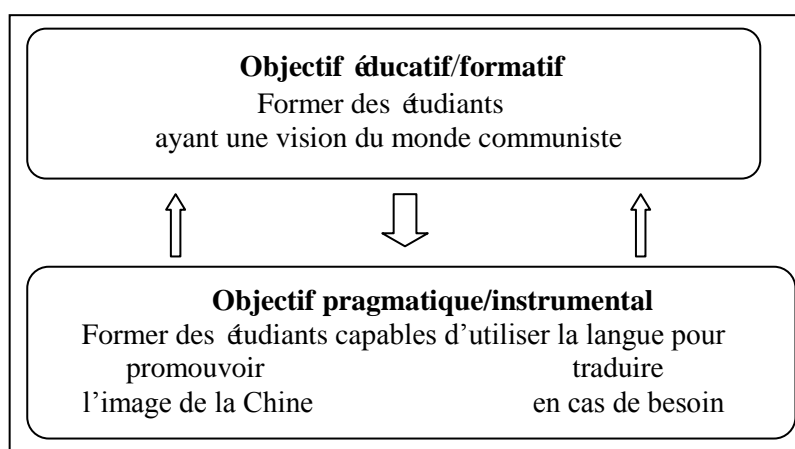 Objectif éducatif/formatif
Former des étudiants
ayant une vision du monde communiste
Objectif pragmatique/instrumental
Former des étudiants capables d'utiliser la langue pour
promouvoir traduire
l'image de la Chine en cas de besoin